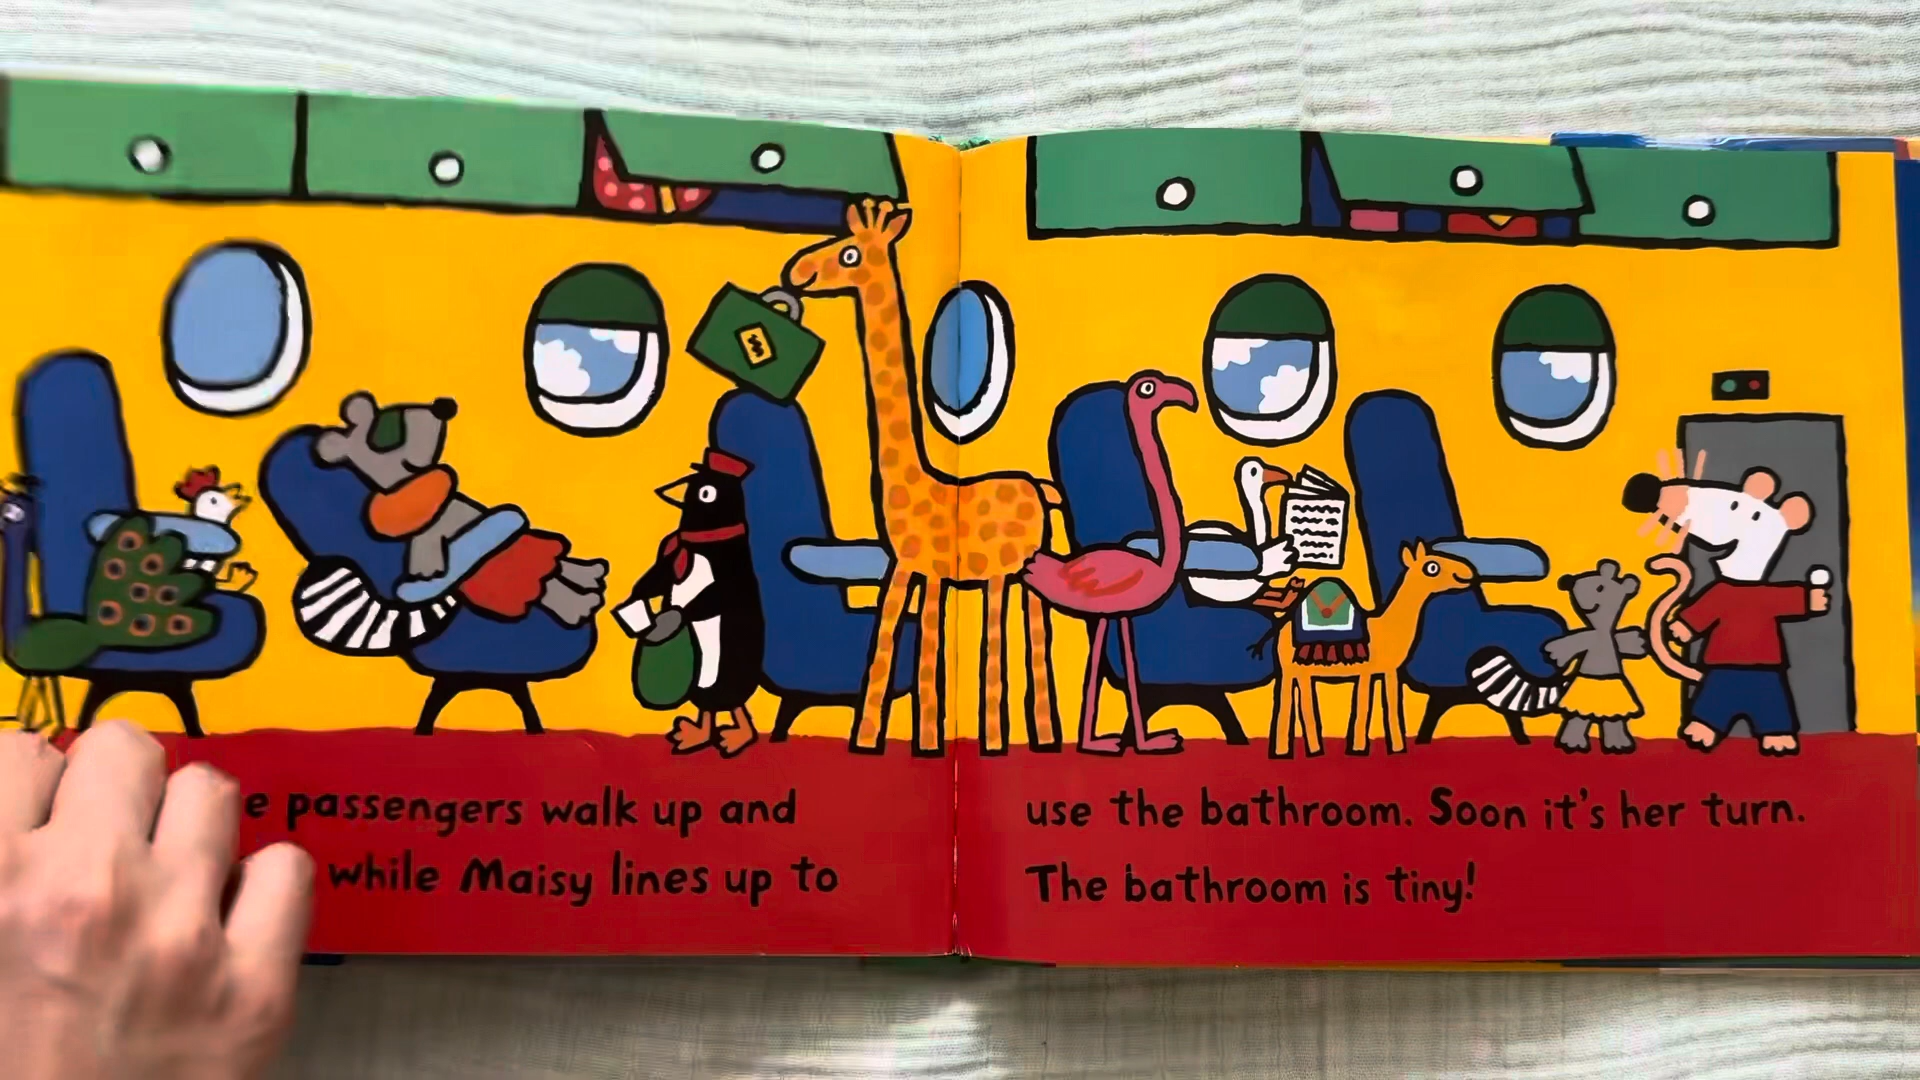 passengers walk up and
while Maisy lines up to
use the bathroom. Soon it's her turn.
The bathroom is tiny!